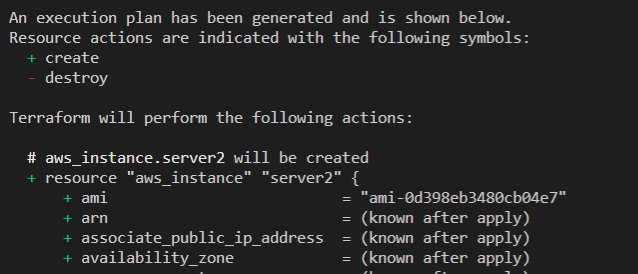 An execution plan has been generated and is shown below.
Resource actions are indicated with the following symbols:
  + create
  - destroy

Terraform will perform the following actions:

  # aws_instance.server2 will be created
  + resource "aws_instance" "server2" {
      + ami                          = "ami-0d398eb3480cb04e7"
      + arn                          = (known after apply)
      + associate_public_ip_address  = (known after apply)
      + availability_zone            = (known after apply)